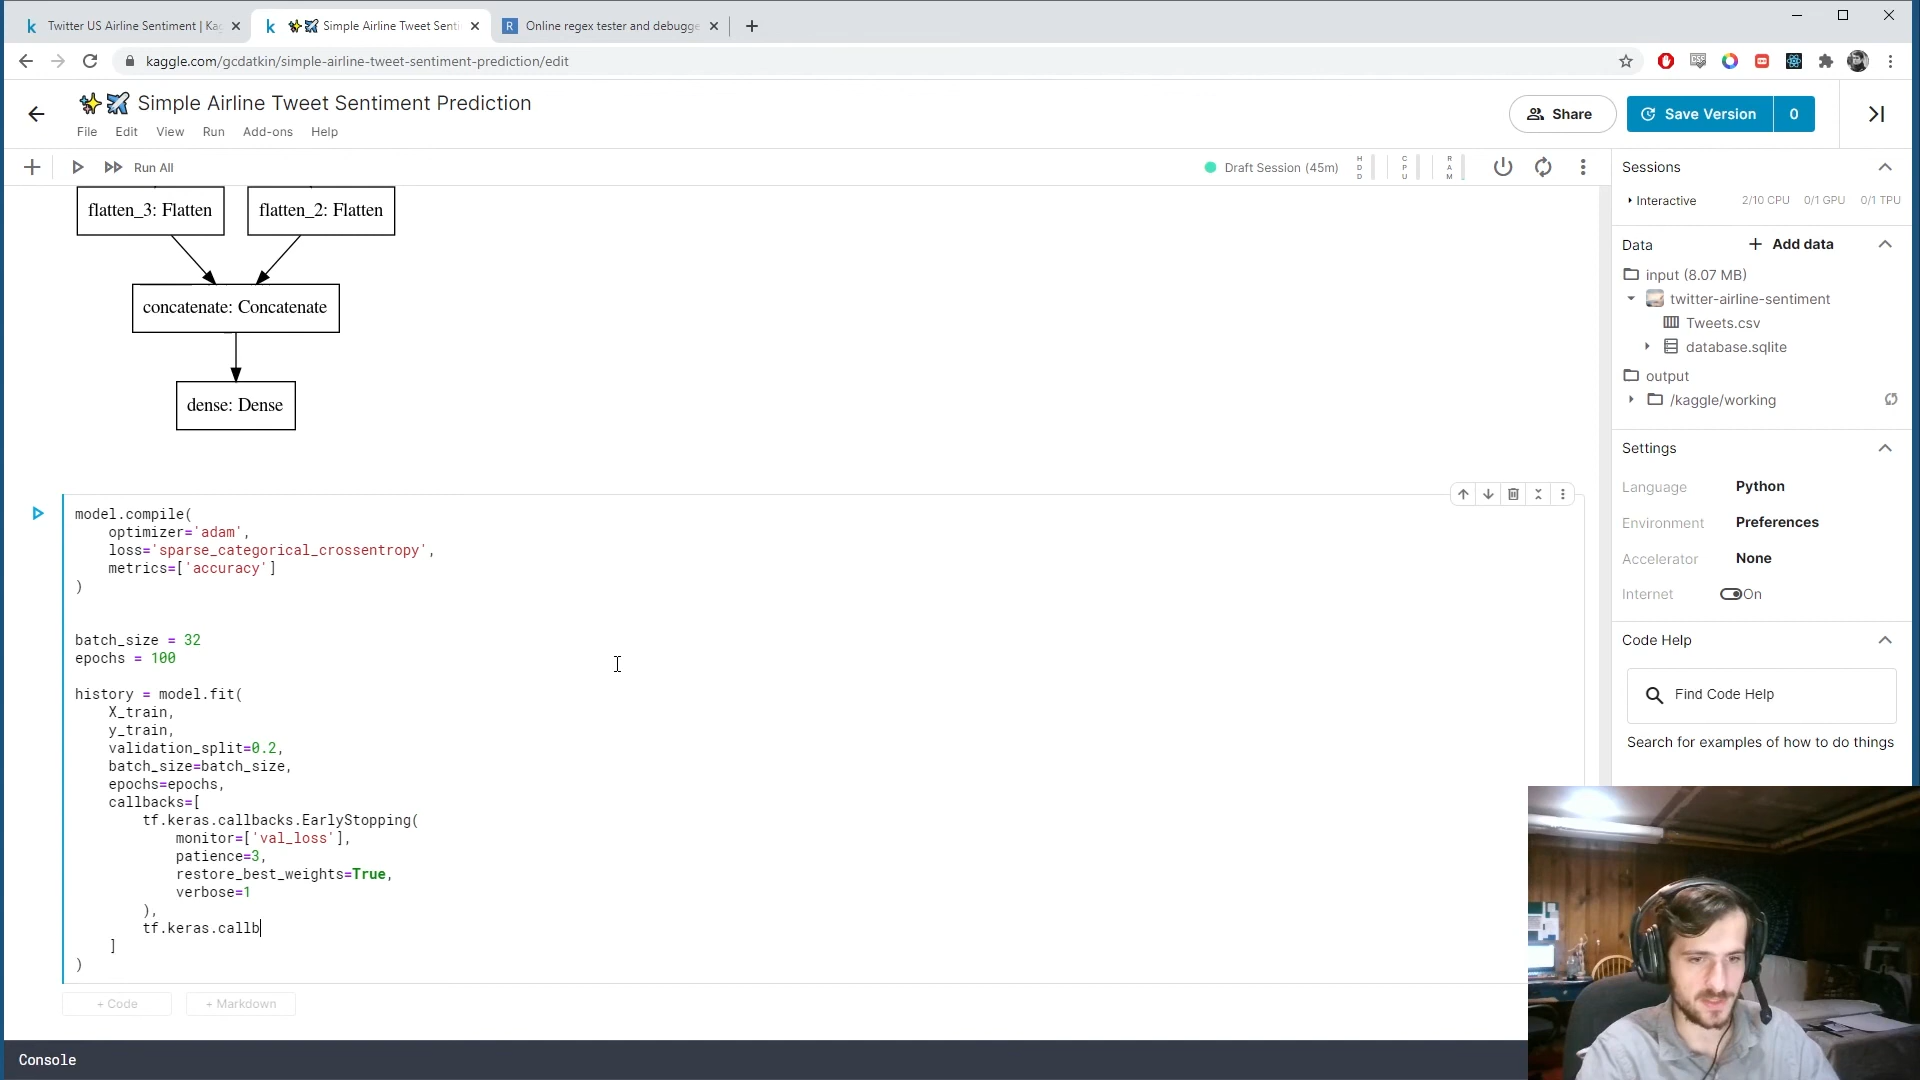 Twitter US Airline Sentiment | Kag
Simple Airline Tweet Senti
Online regex tester and debugge
kaggle.com/gcdatkin/simple-airline-tweet-sentiment-prediction/edit
Simple Airline Tweet Sentiment Prediction
File Edit View Run Add-ons Help
Share
Save Version 0
Run All
Draft Session (45m)
HDD
CPU
RAM
flatten_3: Flatten
flatten_2: Flatten
concatenate: Concatenate
dense: Dense
model.compile(
    optimizer='adam',
    loss='sparse_categorical_crossentropy',
    metrics=['accuracy']
)
batch_size = 32
epochs = 100
history = model.fit(
    X_train,
    y_train,
    validation_split=0.2,
    batch_size=batch_size,
    epochs=epochs,
    callbacks=[
        tf.keras.callbacks.EarlyStopping(
            monitor=['val_loss'],
            patience=3,
            restore_best_weights=True,
            verbose=1
        ),
        tf.keras.callb
    ]
)
+ Code
+ Markdown
Console
Sessions
Interactive 2/10 CPU 0/1 GPU 0/1 TPU
Data + Add data
input (8.07 MB)
twitter-airline-sentiment
Tweets.csv
database.sqlite
output
/kaggle/working
Settings
Language Python
Environment Preferences
Accelerator None
Internet On
Code Help
Find Code Help
Search for examples of how to do things